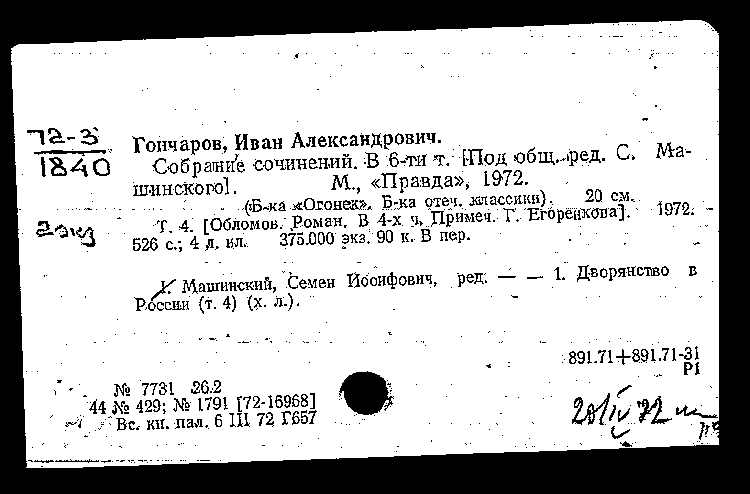 72-3
1840
Гончаров, Иван Александрович.
Собрание сочинений. В 6-ти т. [Под общ. ред. С. Ма-
шинского]. М., «Правда», 1972.
(Б-ка «Огонек». Б-ка отеч. классики). 20 см.
2 экз
Т. 4. [Обломов. Роман. В 4-х ч. Примеч. Г. Егоренкова]. 1972.
526 с.; 4 л. ил. 375.000 экз. 90 к. В пер.
I. Машинский, Семен Иосифович, ред. — — 1. Дворянство в
России (т. 4) (х. л.).
891.71+891.71-31
Р1
№ 7731 26.2
44 № 429; № 1791 [72-16968]
Вс. кн. пал. 6 III 72 Г657
20/IV 72